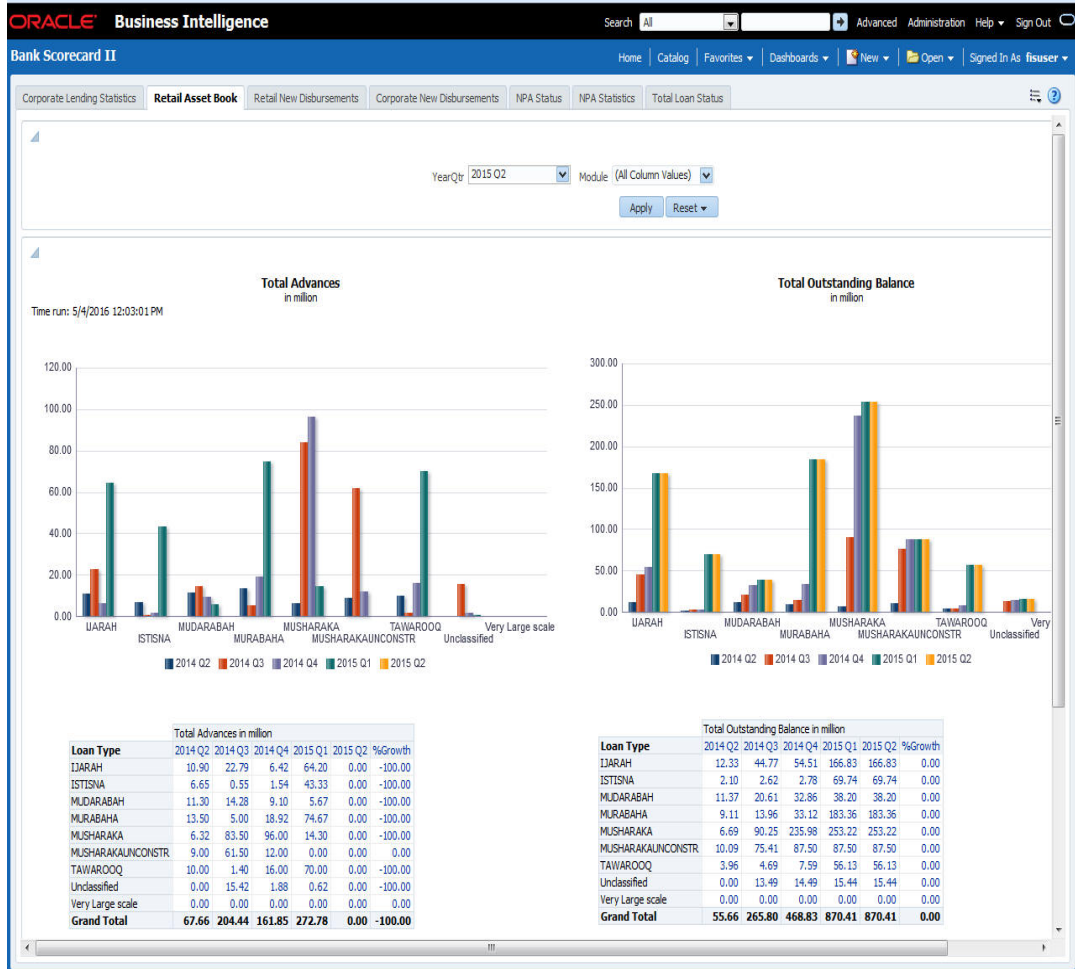 ORACLE Business Intelligence Search All Advanced Administration Help Sign Out
Bank Scorecard II Home Catalog Favorites Dashboards New Open Signed In As fisuser
Corporate Lending Statistics Retail Asset Book Retail New Disbursements Corporate New Disbursements NPA Status NPA Statistics Total Loan Status
YearQtr 2015 Q2 Module (All Column Values)
Apply Reset
Total Advances
in million
Time run: 5/4/2016 12:03:01 PM
120.00
100.00
80.00
60.00
40.00
20.00
0.00
IJARAH MUDARABAH MUSHARAKA TAWAROOQ Very Large scale
ISTISNA MURABAHA MUSHARAKAUNCONSTR Unclassified
2014 Q2 2014 Q3 2014 Q4 2015 Q1 2015 Q2
Total Outstanding Balance
in million
300.00
250.00
200.00
150.00
100.00
50.00
0.00
IJARAH MUDARABAH MUSHARAKA TAWAROOQ Very
ISTISNA MURABAHA MUSHARAKAUNCONSTR Unclassified
2014 Q2 2014 Q3 2014 Q4 2015 Q1 2015 Q2
Total Advances in million
Loan Type 2014 Q2 2014 Q3 2014 Q4 2015 Q1 2015 Q2 %Growth
IJARAH 10.90 22.79 6.42 64.20 0.00 -100.00
ISTISNA 6.65 0.55 1.54 43.33 0.00 -100.00
MUDARABAH 11.30 14.28 9.10 5.67 0.00 -100.00
MURABAHA 13.50 5.00 18.92 74.67 0.00 -100.00
MUSHARAKA 6.32 83.50 96.00 14.30 0.00 -100.00
MUSHARAKAUNCONSTR 9.00 61.50 12.00 0.00 0.00 0.00
TAWAROOQ 10.00 1.40 16.00 70.00 0.00 -100.00
Unclassified 0.00 15.42 1.88 0.62 0.00 -100.00
Very Large scale 0.00 0.00 0.00 0.00 0.00 0.00
Grand Total 67.66 204.44 161.85 272.78 0.00 -100.00
Total Outstanding Balance in million
Loan Type 2014 Q2 2014 Q3 2014 Q4 2015 Q1 2015 Q2 %Growth
IJARAH 12.33 44.77 54.51 166.83 166.83 0.00
ISTISNA 2.10 2.62 2.78 69.74 69.74 0.00
MUDARABAH 11.37 20.61 32.86 38.20 38.20 0.00
MURABAHA 9.11 13.96 33.12 183.36 183.36 0.00
MUSHARAKA 6.69 90.25 235.98 253.22 253.22 0.00
MUSHARAKAUNCONSTR 10.09 75.41 87.50 87.50 87.50 0.00
TAWAROOQ 3.96 4.69 7.59 56.13 56.13 0.00
Unclassified 0.00 13.49 14.49 15.44 15.44 0.00
Very Large scale 0.00 0.00 0.00 0.00 0.00 0.00
Grand Total 55.66 265.80 468.83 870.41 870.41 0.00